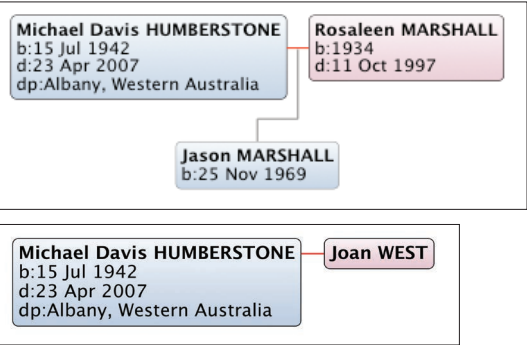 Michael Davis HUMBERSTONE
b:15 Jul 1942
d:23 Apr 2007
dp:Albany, Western Australia
Rosaleen MARSHALL
b:1934
d:11 Oct 1997
Jason MARSHALL
b:25 Nov 1969
Michael Davis HUMBERSTONE
b:15 Jul 1942
d:23 Apr 2007
dp:Albany, Western Australia
Joan WEST